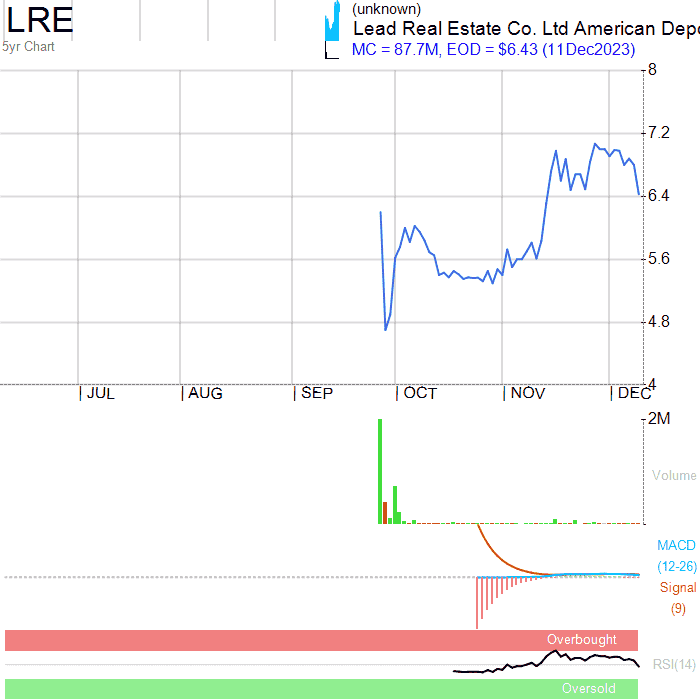 LRE
5yr Chart
(unknown)
Lead Real Estate Co. Ltd American Depo
MC = 87.7M, EOD = $6.43 (11Dec2023)
8
7.2
6.4
5.6
4.8
4
JUL AUG SEP OCT NOV DEC
2M
Volume
MACD
(12-26)
Signal
(9)
Overbought
RSI(14)
Oversold